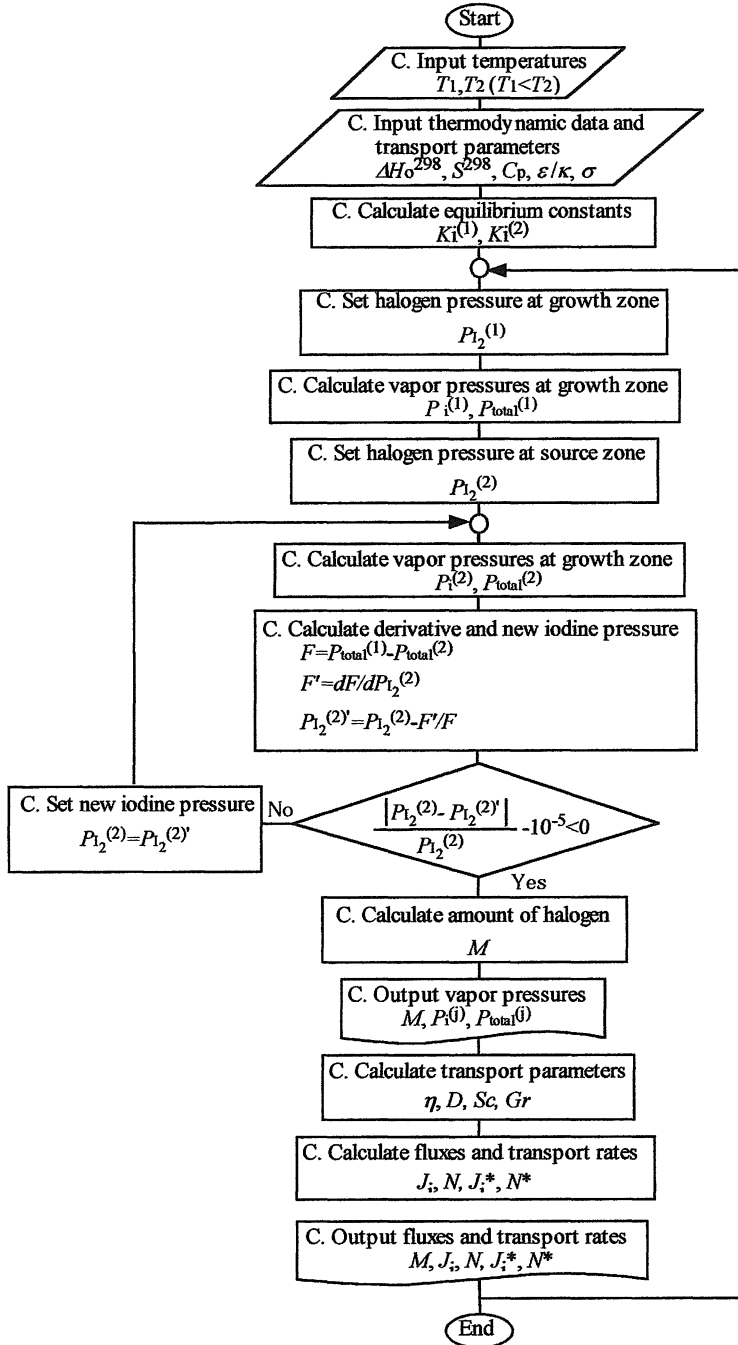 Start
C. Input temperatures
T1,T2 (T1<T2)
C. Input thermodynamic data and
transport parameters
ΔHo²⁹⁸, S²⁹⁸, Cp, ε/κ, σ
C. Calculate equilibrium constants
Ki⁽¹⁾, Ki⁽²⁾
C. Set halogen pressure at growth zone
PI₂⁽¹⁾
C. Calculate vapor pressures at growth zone
Pi⁽¹⁾, Ptotal⁽¹⁾
C. Set halogen pressure at source zone
PI₂⁽²⁾
C. Calculate vapor pressures at growth zone
Pi⁽²⁾, Ptotal⁽²⁾
C. Calculate derivative and new iodine pressure
F=Ptotal⁽¹⁾-Ptotal⁽²⁾
F'=dF/dPI₂⁽²⁾
PI₂⁽²⁾'=PI₂⁽²⁾-F'/F
C. Set new iodine pressure
PI₂⁽²⁾=PI₂⁽²⁾'
No
|PI₂⁽²⁾- PI₂⁽²⁾'|
PI₂⁽²⁾
-10⁻⁵<0
Yes
C. Calculate amount of halogen
M
C. Output vapor pressures
M, Pi⁽ʲ⁾, Ptotal⁽ʲ⁾
C. Calculate transport parameters
η, D, Sc, Gr
C. Calculate fluxes and transport rates
Ji, N, Ji*, N*
C. Output fluxes and transport rates
M, Ji, N, Ji*, N*
End